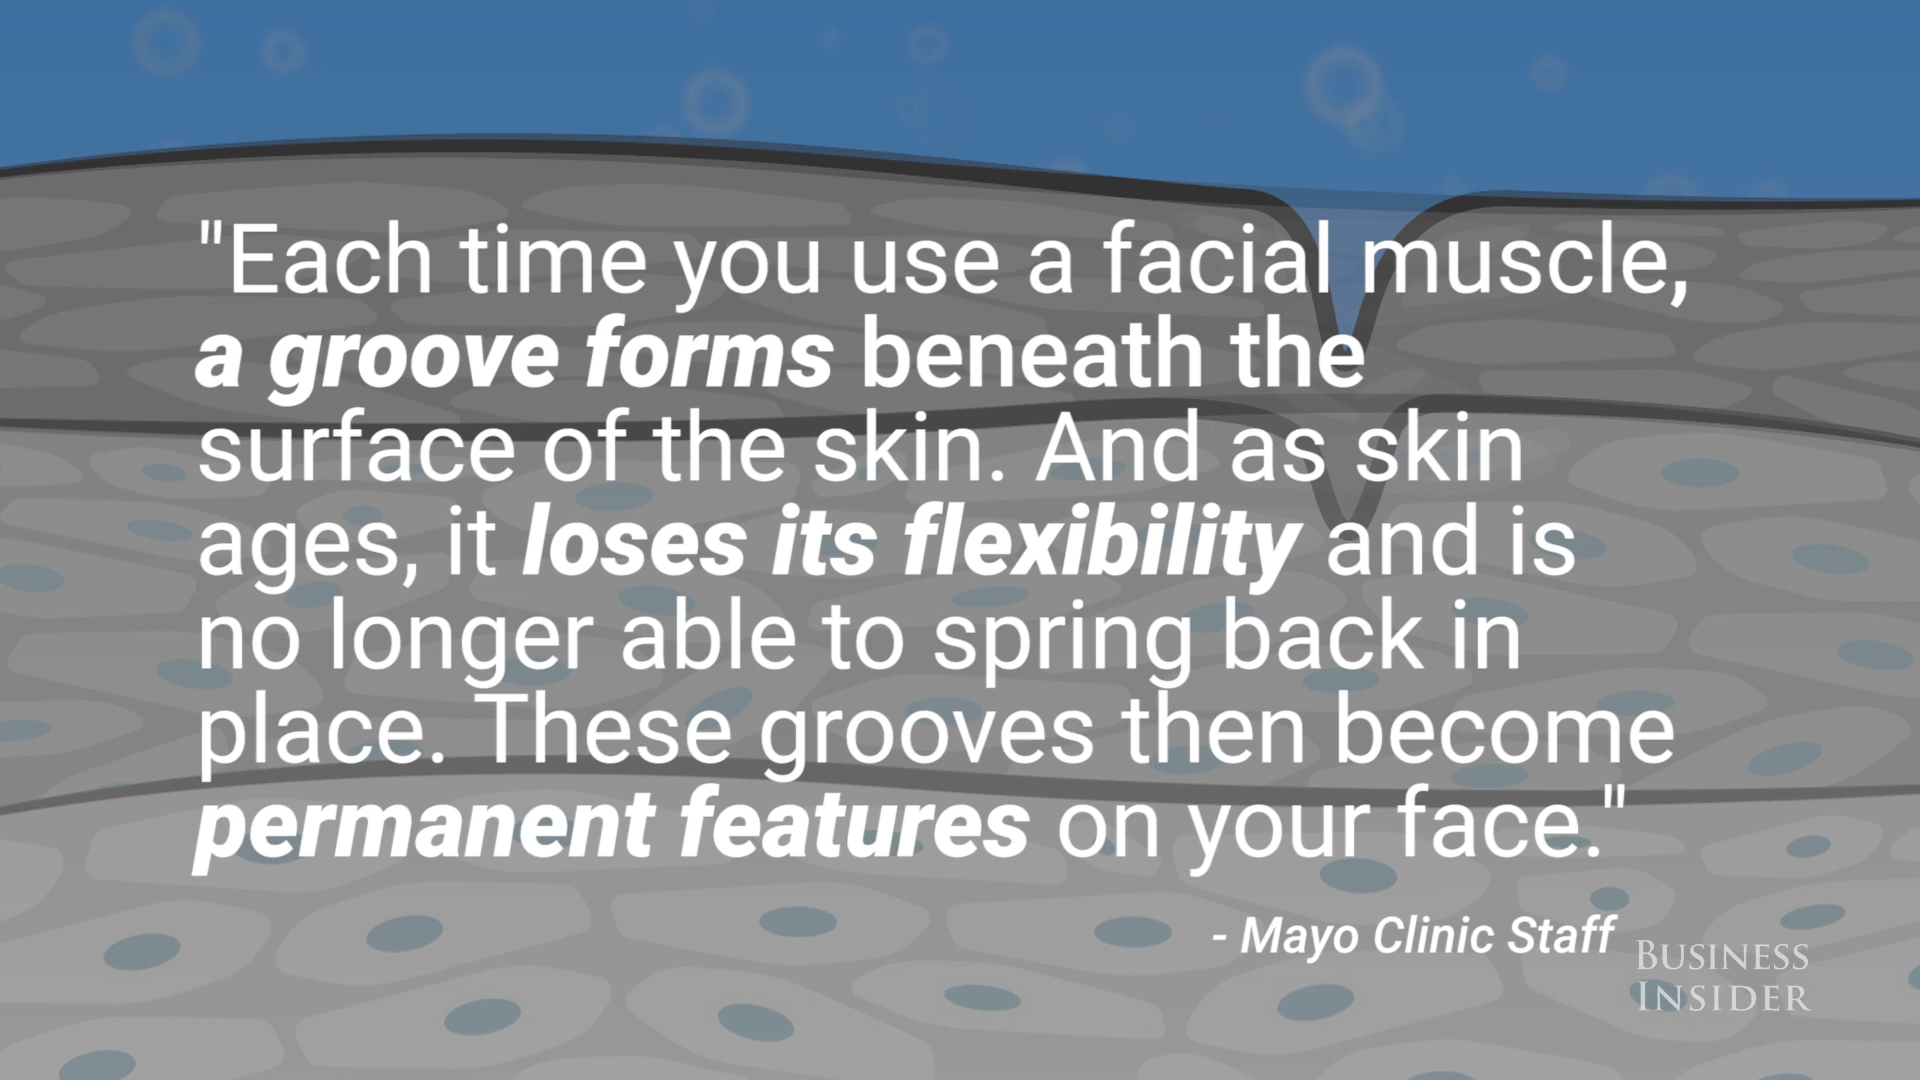 "Each time you use a facial muscle,
a groove forms beneath the
surface of the skin. And as skin
ages, it loses its flexibility and is
no longer able to spring back in
place. These grooves then become
permanent features on your face."
- Mayo Clinic Staff
BUSINESS
INSIDER